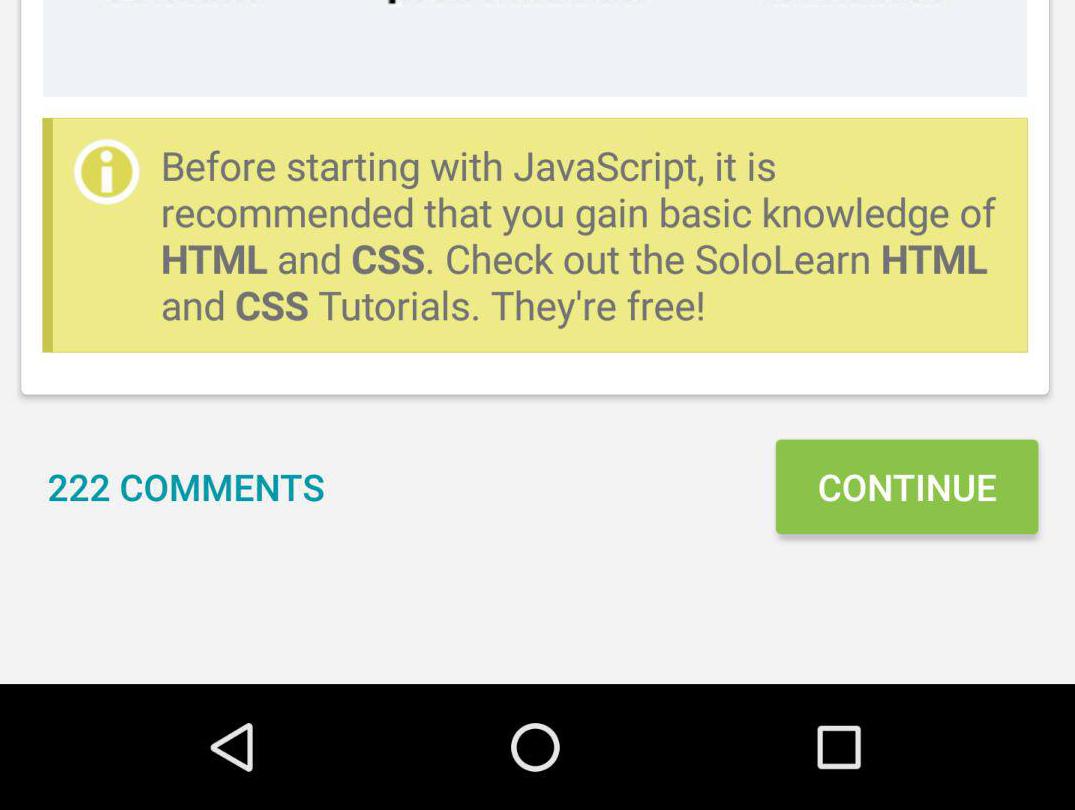 Before starting with JavaScript, it is
recommended that you gain basic knowledge of
HTML and CSS. Check out the SoloLearn HTML
and CSS Tutorials. They're free!
222 COMMENTS
CONTINUE